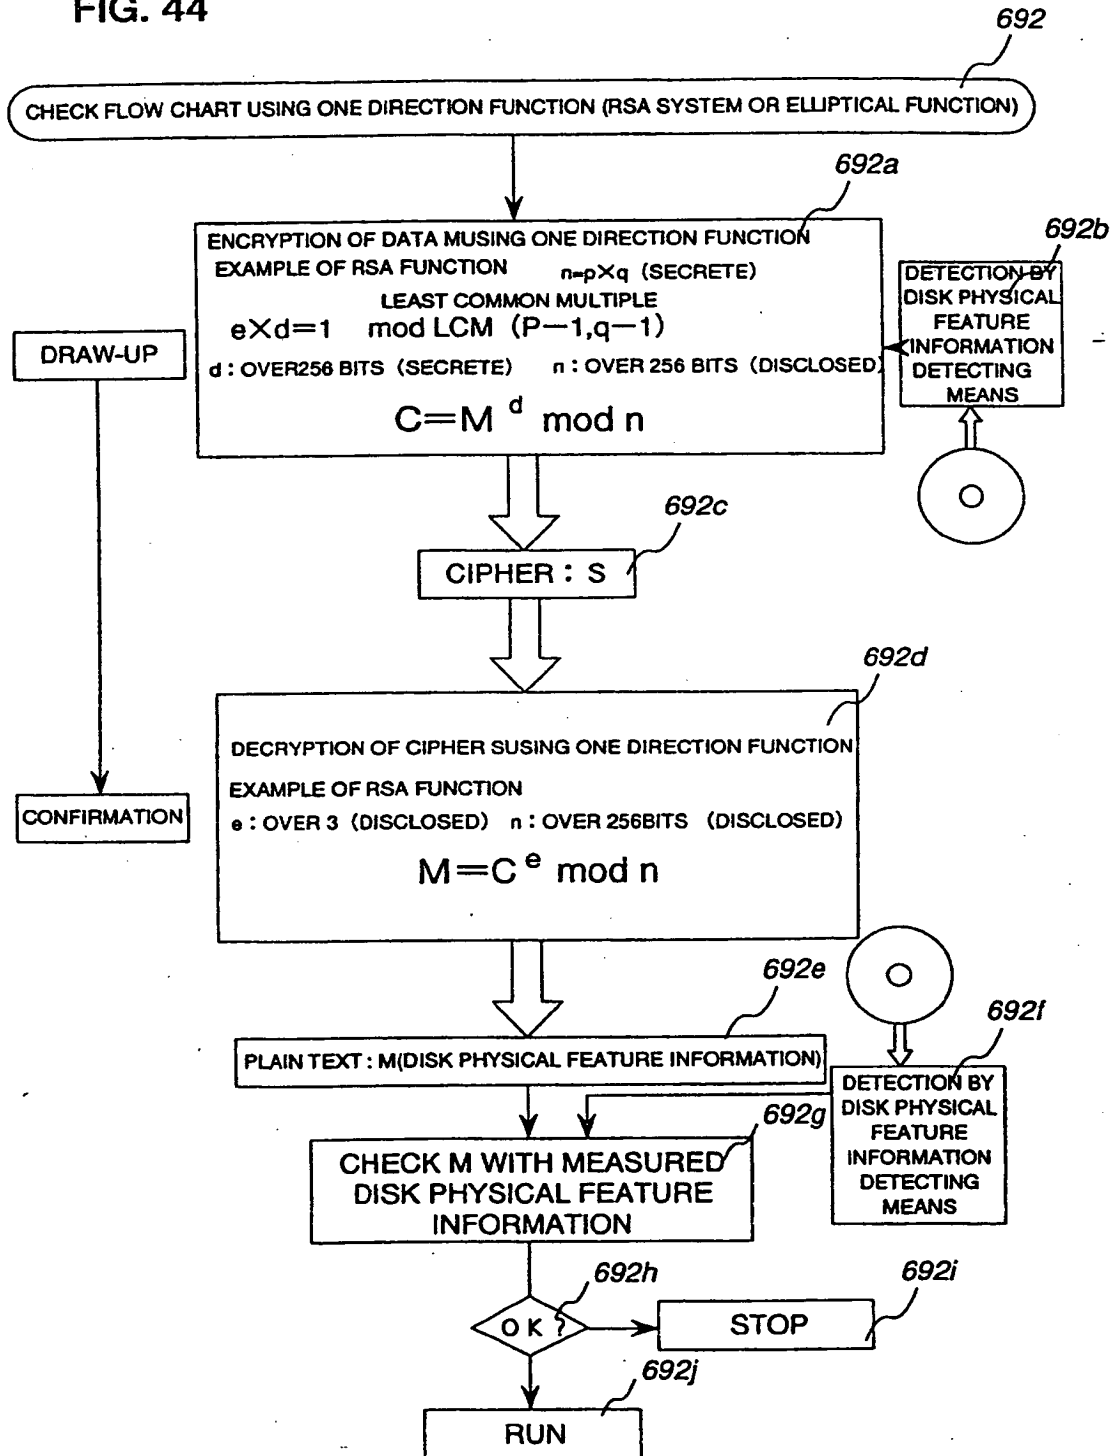 FIG. 44
692
CHECK FLOW CHART USING ONE DIRECTION FUNCTION (RSA SYSTEM OR ELLIPTICAL FUNCTION)
692a
ENCRYPTION OF DATA MUSING ONE DIRECTION FUNCTION
EXAMPLE OF RSA FUNCTION n=p×q (SECRETE)
LEAST COMMON MULTIPLE
e×d=1 mod LCM (P-1,q-1)
d : OVER256 BITS (SECRETE) n : OVER 256 BITS (DISCLOSED)
C=M^d mod n
692b
DETECTION BY
DISK PHYSICAL
FEATURE
INFORMATION
DETECTING
MEANS
DRAW-UP
692c
CIPHER : S
692d
DECRYPTION OF CIPHER SUSING ONE DIRECTION FUNCTION
EXAMPLE OF RSA FUNCTION
e : OVER 3 (DISCLOSED) n : OVER 256BITS (DISCLOSED)
M=C^e mod n
CONFIRMATION
692e
PLAIN TEXT : M(DISK PHYSICAL FEATURE INFORMATION)
692f
DETECTION BY
DISK PHYSICAL
FEATURE
INFORMATION
DETECTING
MEANS
692g
CHECK M WITH MEASURED
DISK PHYSICAL FEATURE
INFORMATION
692h
OK ?
692i
STOP
692j
RUN